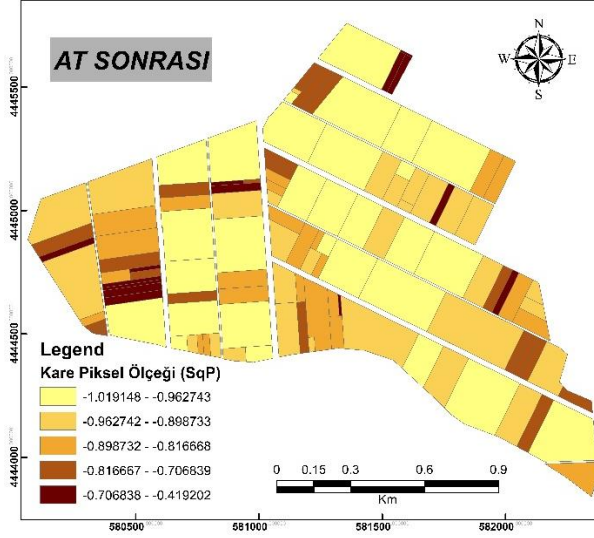 AT SONRASI
N
W E
S
4445500
4445000
4444500
4444000
Legend
Kare Piksel Ölçeği (SqP)
-1.019148 - -0.962743
-0.962742 - -0.898733
-0.898732 - -0.816668
-0.816667 - -0.706839
-0.706838 - -0.419202
0 0.15 0.3 0.6 0.9
Km
580500 581000 581500 582000